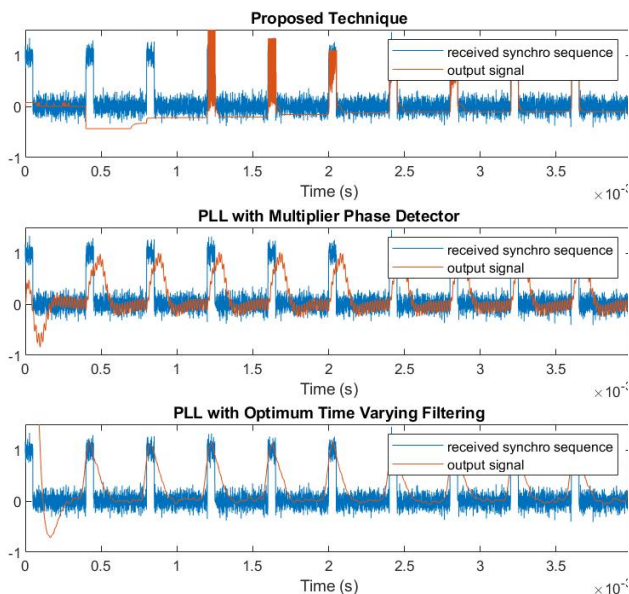 Proposed Technique
received synchro sequence
output signal
1
0
-1
0 0.5 1 1.5 2 2.5 3 3.5
Time (s)
×10⁻³
PLL with Multiplier Phase Detector
received synchro sequence
output signal
1
0
-1
0 0.5 1 1.5 2 2.5 3 3.5
Time (s)
×10⁻³
PLL with Optimum Time Varying Filtering
received synchro sequence
output signal
1
0
-1
0 0.5 1 1.5 2 2.5 3 3.5
Time (s)
×10⁻³